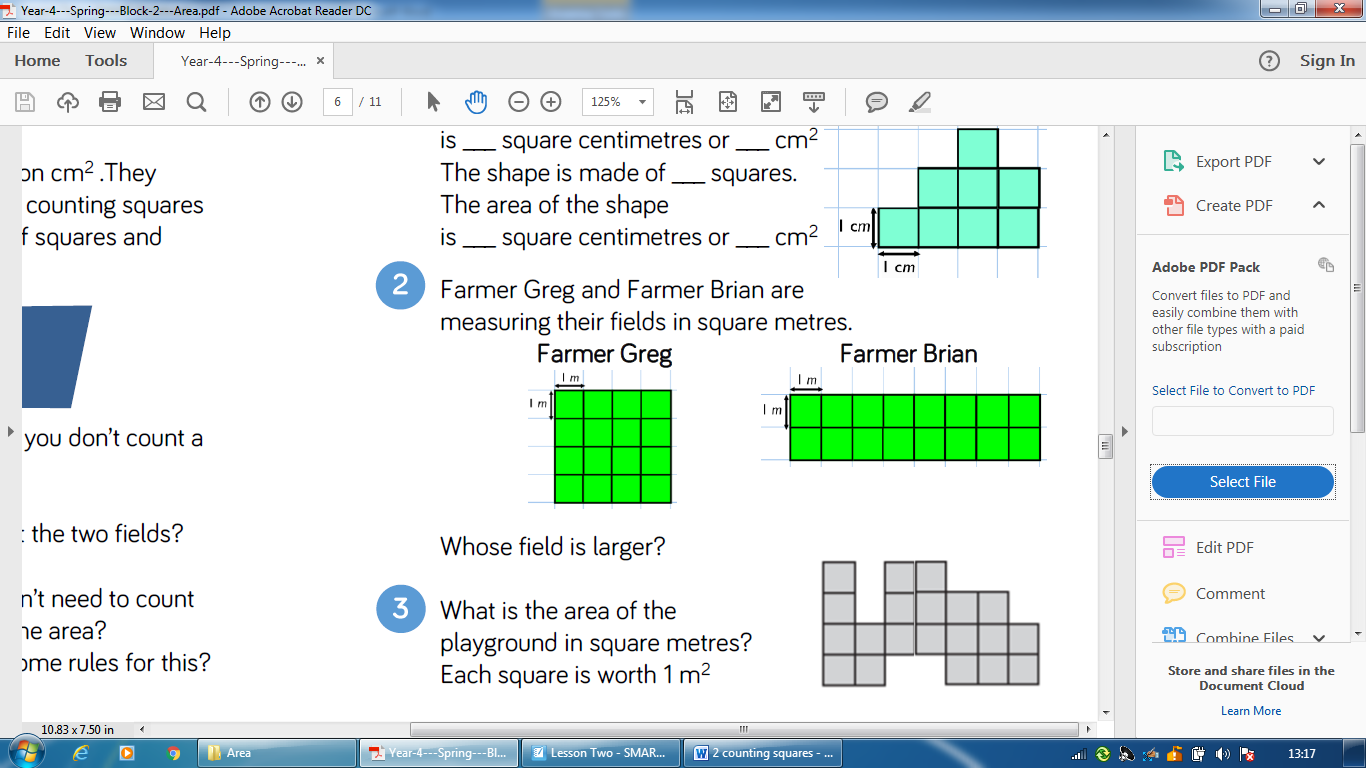 Year-4---Spring---Block-2---Area.pdf - Adobe Acrobat Reader DC
File Edit View Window Help
Home Tools Year-4---Spring---... × Sign In
6 / 11 125%
on cm² .They
counting squares
f squares and
you don't count a
the two fields?
n't need to count
ne area?
ome rules for this?
is ___ square centimetres or ___ cm²
The shape is made of ___ squares.
The area of the shape
is ___ square centimetres or ___ cm²
1 cm
1 cm
2 Farmer Greg and Farmer Brian are
measuring their fields in square metres.
Farmer Greg Farmer Brian
1 m
1 m
1 m
1 m
Whose field is larger?
3 What is the area of the
playground in square metres?
Each square is worth 1 m²
Export PDF
Create PDF
Adobe PDF Pack
Convert files to PDF and
easily combine them with
other file types with a paid
subscription
Select File to Convert to PDF
Select File
Edit PDF
Comment
Combine Files
Store and share files in the
Document Cloud
Learn More
10.83 x 7.50 in
Area Year-4---Spring---Bl... Lesson Two - SMAR... 2 counting squares - ... 13:17